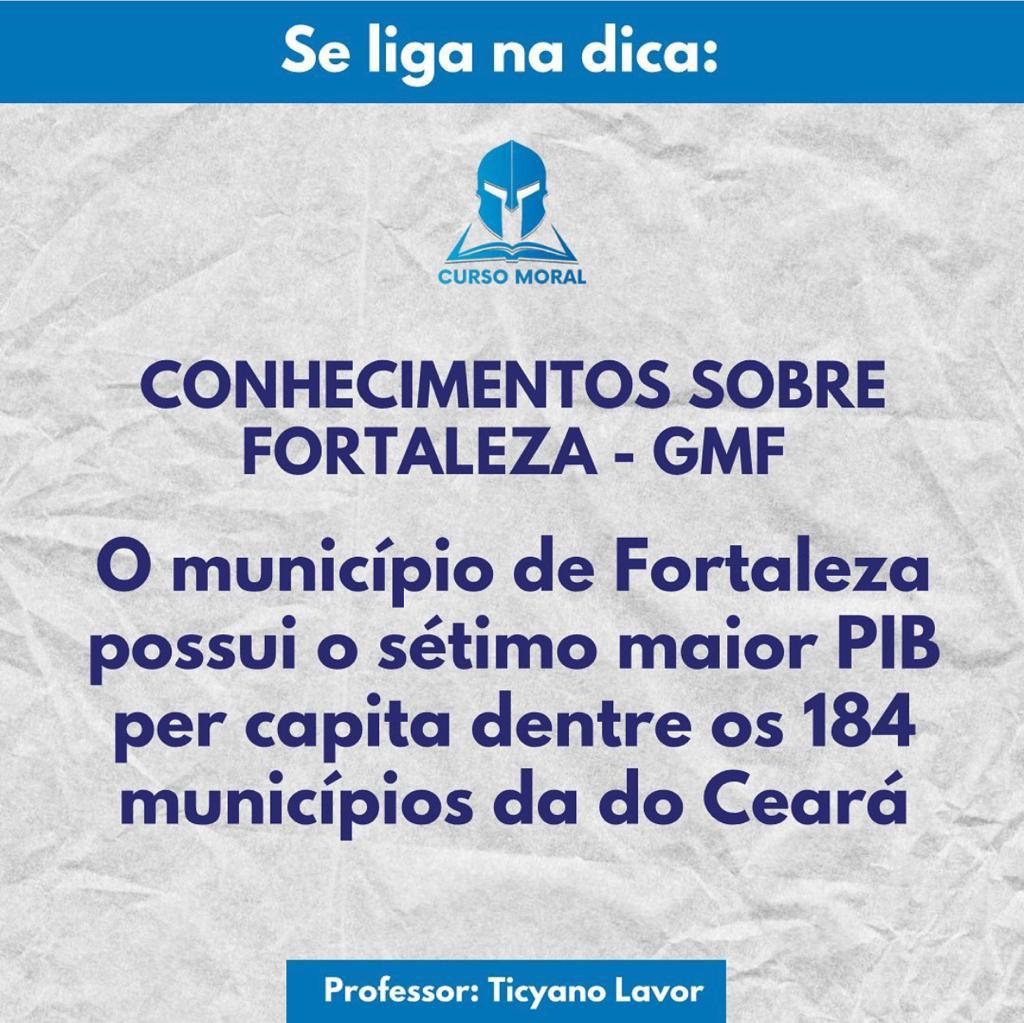 Se liga na dica:
CURSO MORAL
CONHECIMENTOS SOBRE
FORTALEZA - GMF
O município de Fortaleza
possui o sétimo maior PIB
per capita dentre os 184
municípios da do Ceará
Professor: Ticyano Lavor